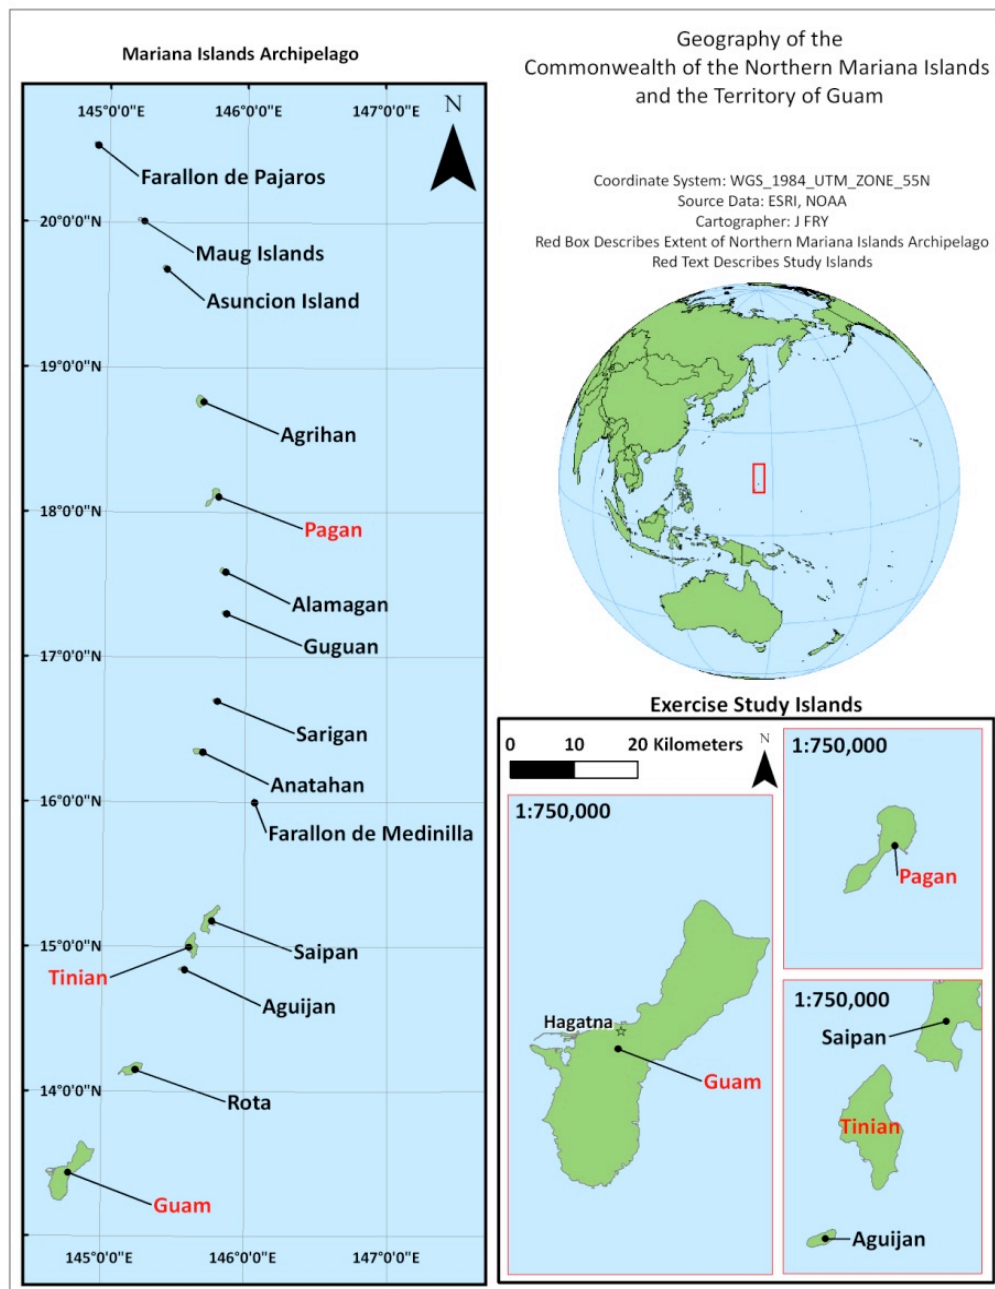 Mariana Islands Archipelago
145°0'0"E
146°0'0"E
147°0'0"E
N
Farallon de Pajaros
20°0'0"N
Maug Islands
Asuncion Island
19°0'0"N
Agrihan
18°0'0"N
Pagan
Alamagan
Guguan
17°0'0"N
Sarigan
Anatahan
16°0'0"N
Farallon de Medinilla
15°0'0"N
Saipan
Tinian
Aguijan
14°0'0"N
Rota
Guam
145°0'0"E
146°0'0"E
147°0'0"E
Geography of the
Commonwealth of the Northern Mariana Islands
and the Territory of Guam
Coordinate System: WGS_1984_UTM_ZONE_55N
Source Data: ESRI, NOAA
Cartographer: J FRY
Red Box Describes Extent of Northern Mariana Islands Archipelago
Red Text Describes Study Islands
Exercise Study Islands
0 10 20 Kilometers
N
1:750,000
Hagatna
Guam
1:750,000
Pagan
1:750,000
Saipan
Tinian
Aguijan